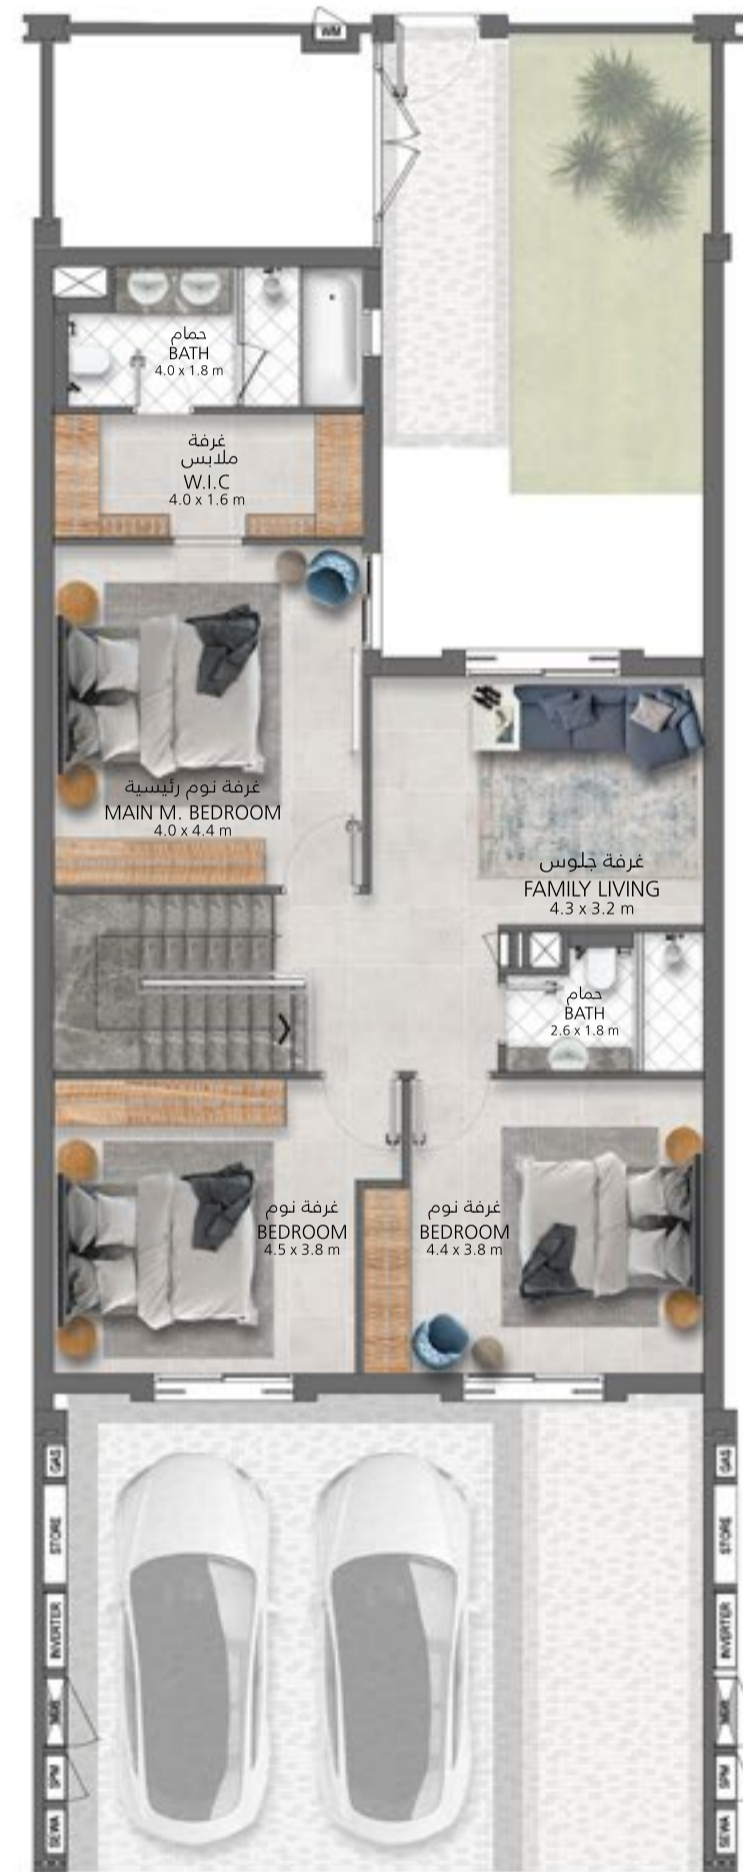 WM
حمام
BATH
4.0 x 1.8 m
غرفة
ملابس
W.I.C
4.0 x 1.6 m
غرفة نوم رئيسية
MAIN M. BEDROOM
4.0 x 4.4 m
غرفة جلوس
FAMILY LIVING
4.3 x 3.2 m
حمام
BATH
2.6 x 1.8 m
غرفة نوم
BEDROOM
4.5 x 3.8 m
غرفة نوم
BEDROOM
4.4 x 3.8 m
GAS
STORE
INVERTER
SPM
SEWA
GAS
STORE
INVERTER
SPM
SEWA